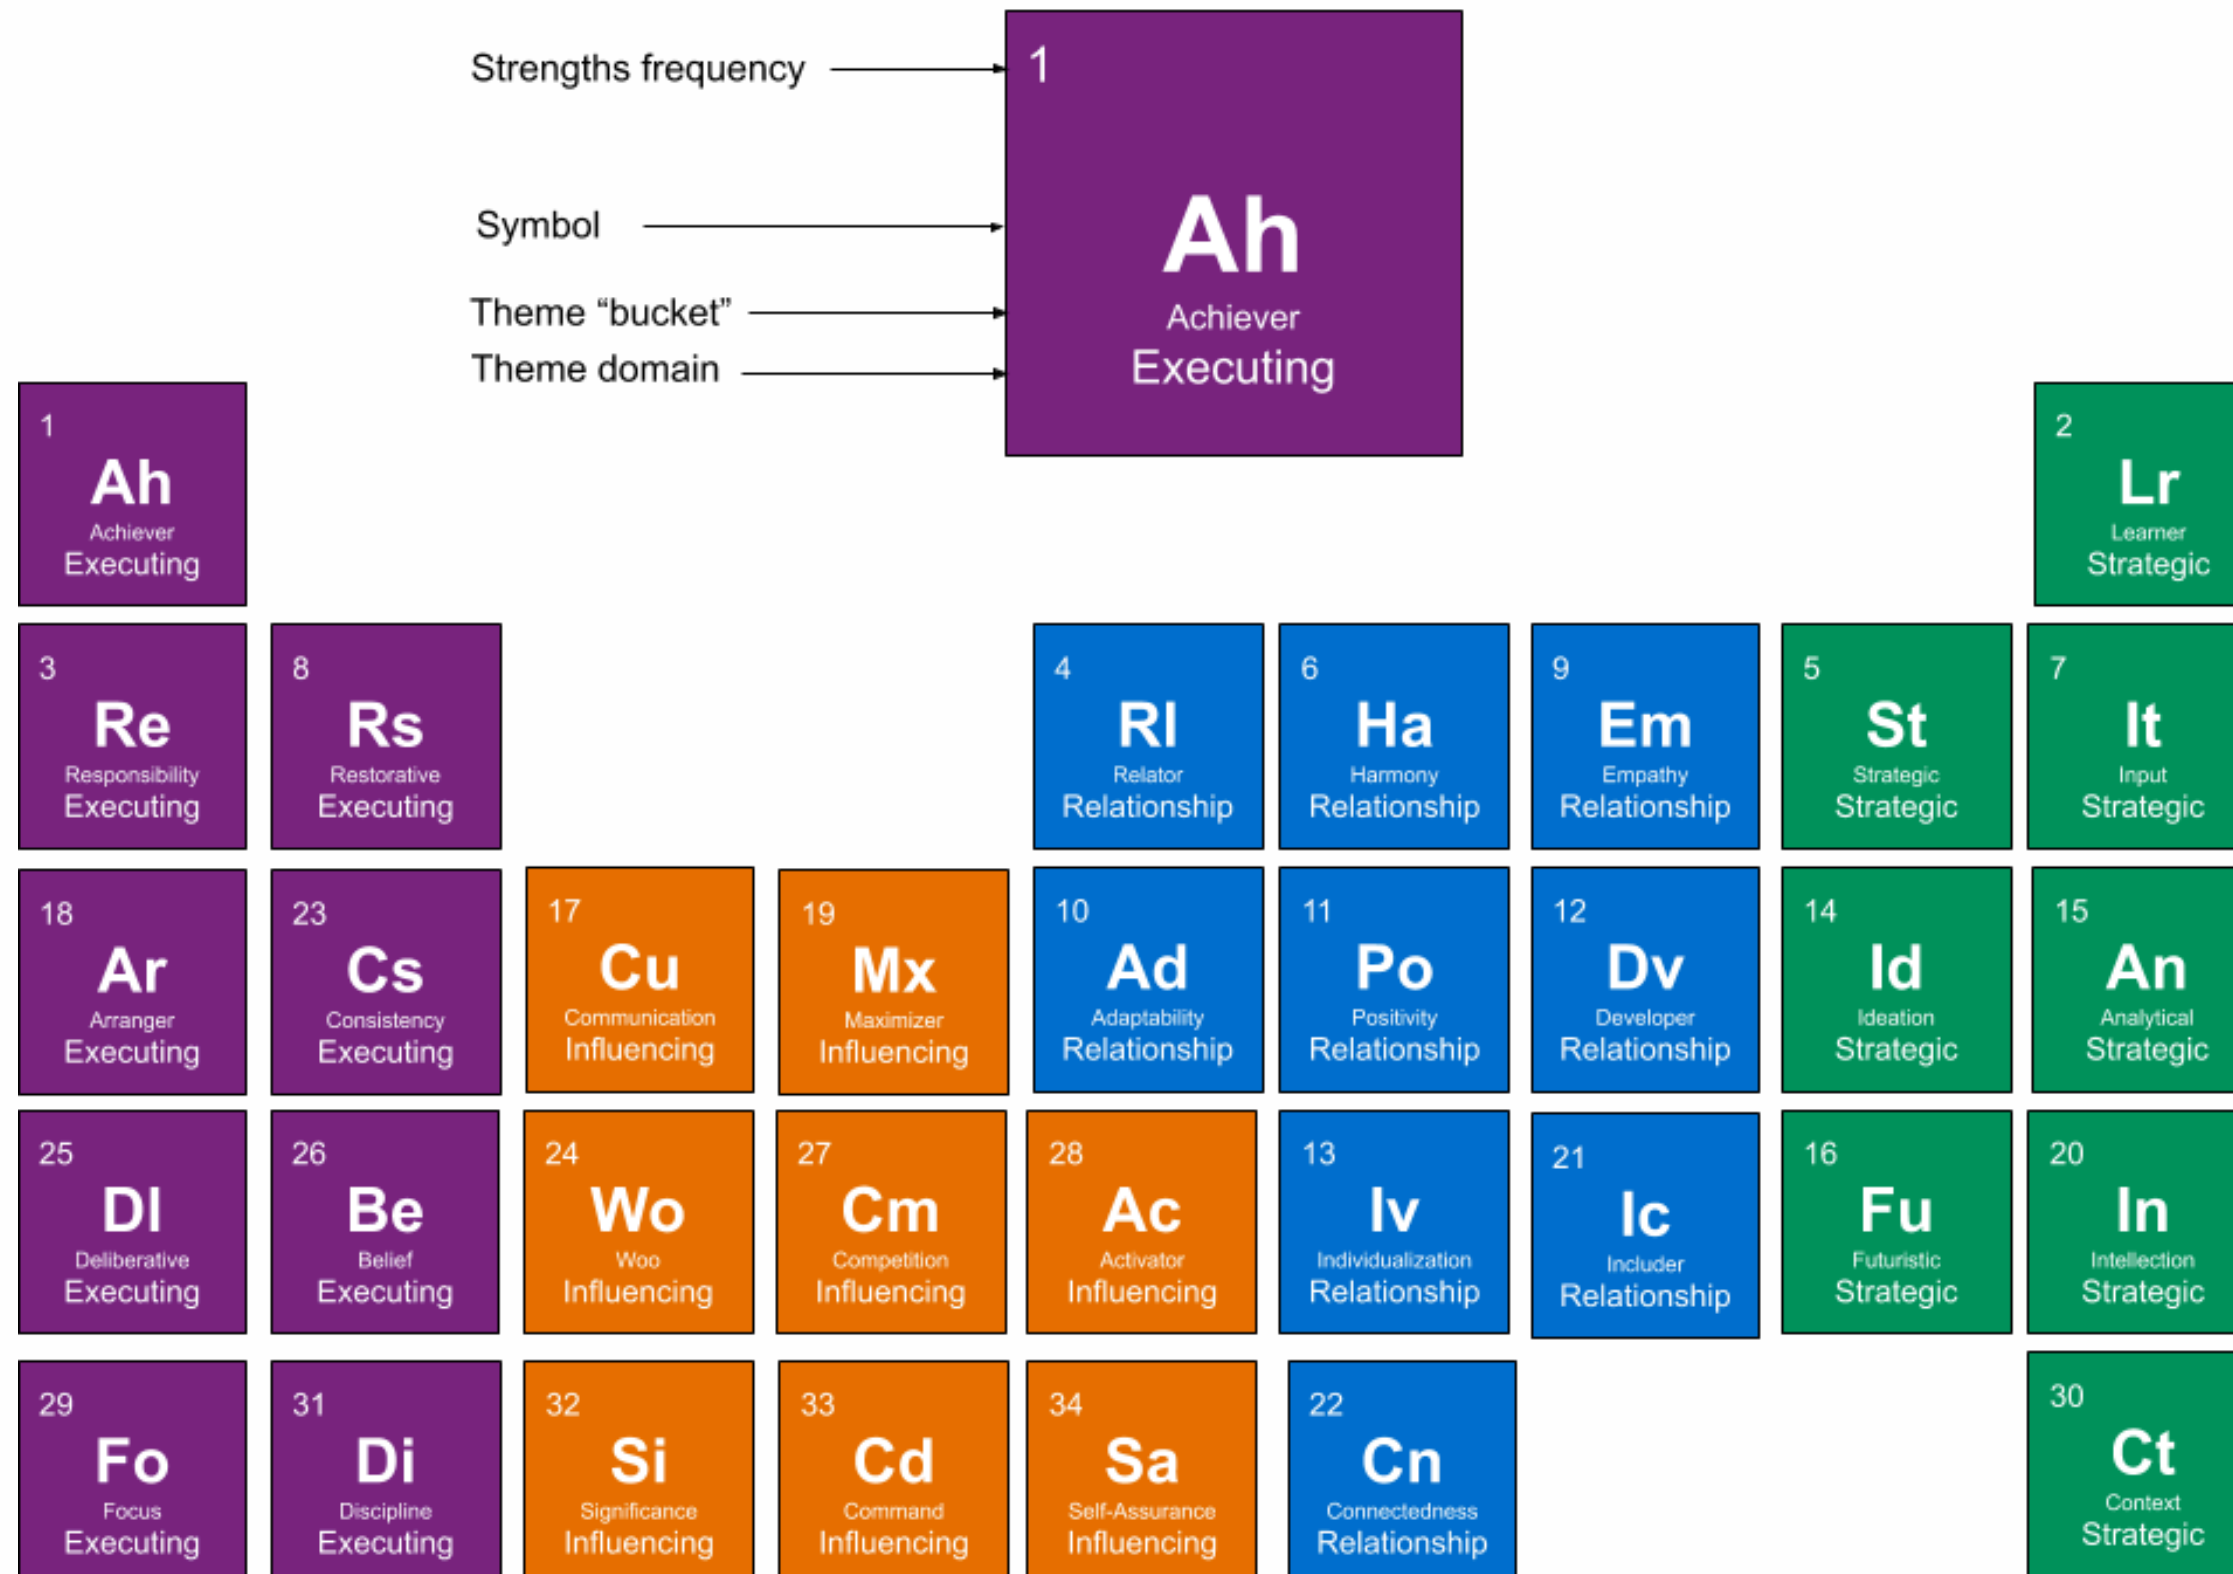 Strengths frequency
Symbol
Theme “bucket”
Theme domain
1
Ah
Achiever
Executing
1
Ah
Achiever
Executing
2
Lr
Learner
Strategic
3
Re
Responsibility
Executing
8
Rs
Restorative
Executing
4
Rl
Relator
Relationship
6
Ha
Harmony
Relationship
9
Em
Empathy
Relationship
5
St
Strategic
Strategic
7
It
Input
Strategic
18
Ar
Arranger
Executing
23
Cs
Consistency
Executing
17
Cu
Communication
Influencing
19
Mx
Maximizer
Influencing
10
Ad
Adaptability
Relationship
11
Po
Positivity
Relationship
12
Dv
Developer
Relationship
14
Id
Ideation
Strategic
15
An
Analytical
Strategic
25
Dl
Deliberative
Executing
26
Be
Belief
Executing
24
Wo
Woo
Influencing
27
Cm
Competition
Influencing
28
Ac
Activator
Influencing
13
Iv
Individualization
Relationship
21
Ic
Includer
Relationship
16
Fu
Futuristic
Strategic
20
In
Intellection
Strategic
29
Fo
Focus
Executing
31
Di
Discipline
Executing
32
Si
Significance
Influencing
33
Cd
Command
Influencing
34
Sa
Self-Assurance
Influencing
22
Cn
Connectedness
Relationship
30
Ct
Context
Strategic